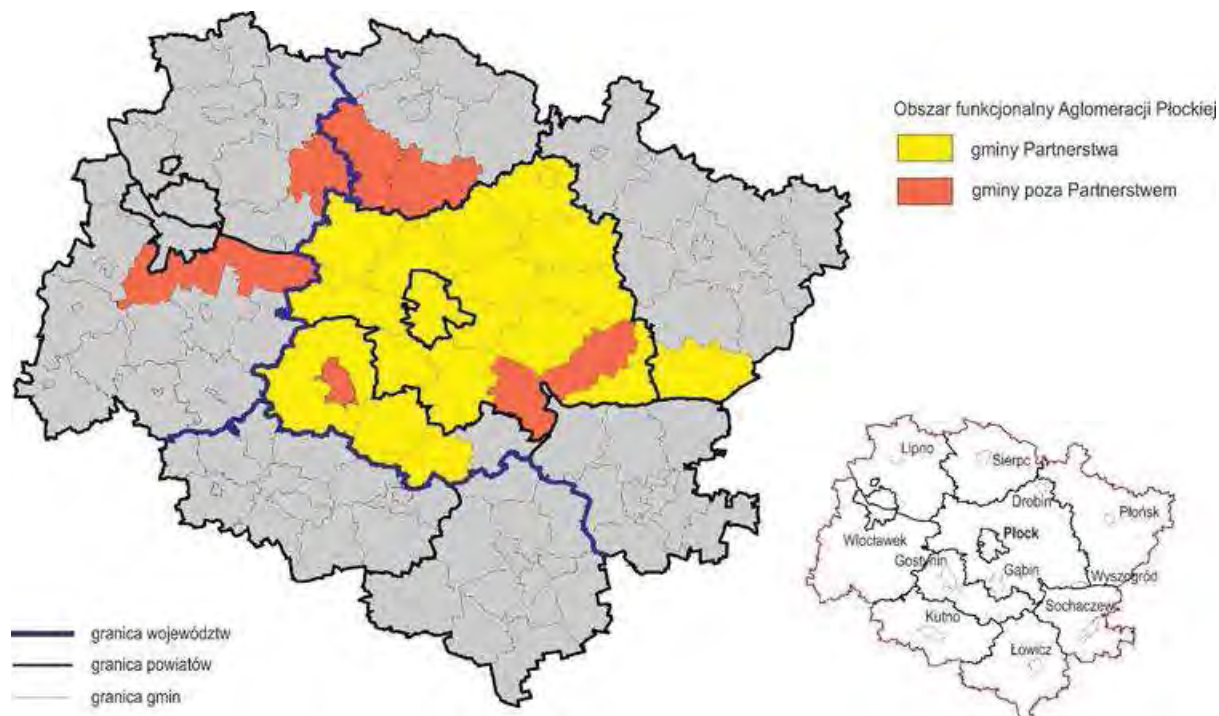 Obszar funkcjonalny Aglomeracji Płockiej
gminy Partnerstwa
gminy poza Partnerstwem
granica województw
granica powiatów
granica gmin
Lipno
Sierpc
Drobin
Płońsk
Płock
Włocławek
Gostynin
Gąbin
Wyszogród
Sochaczew
Kutno
Łowicz